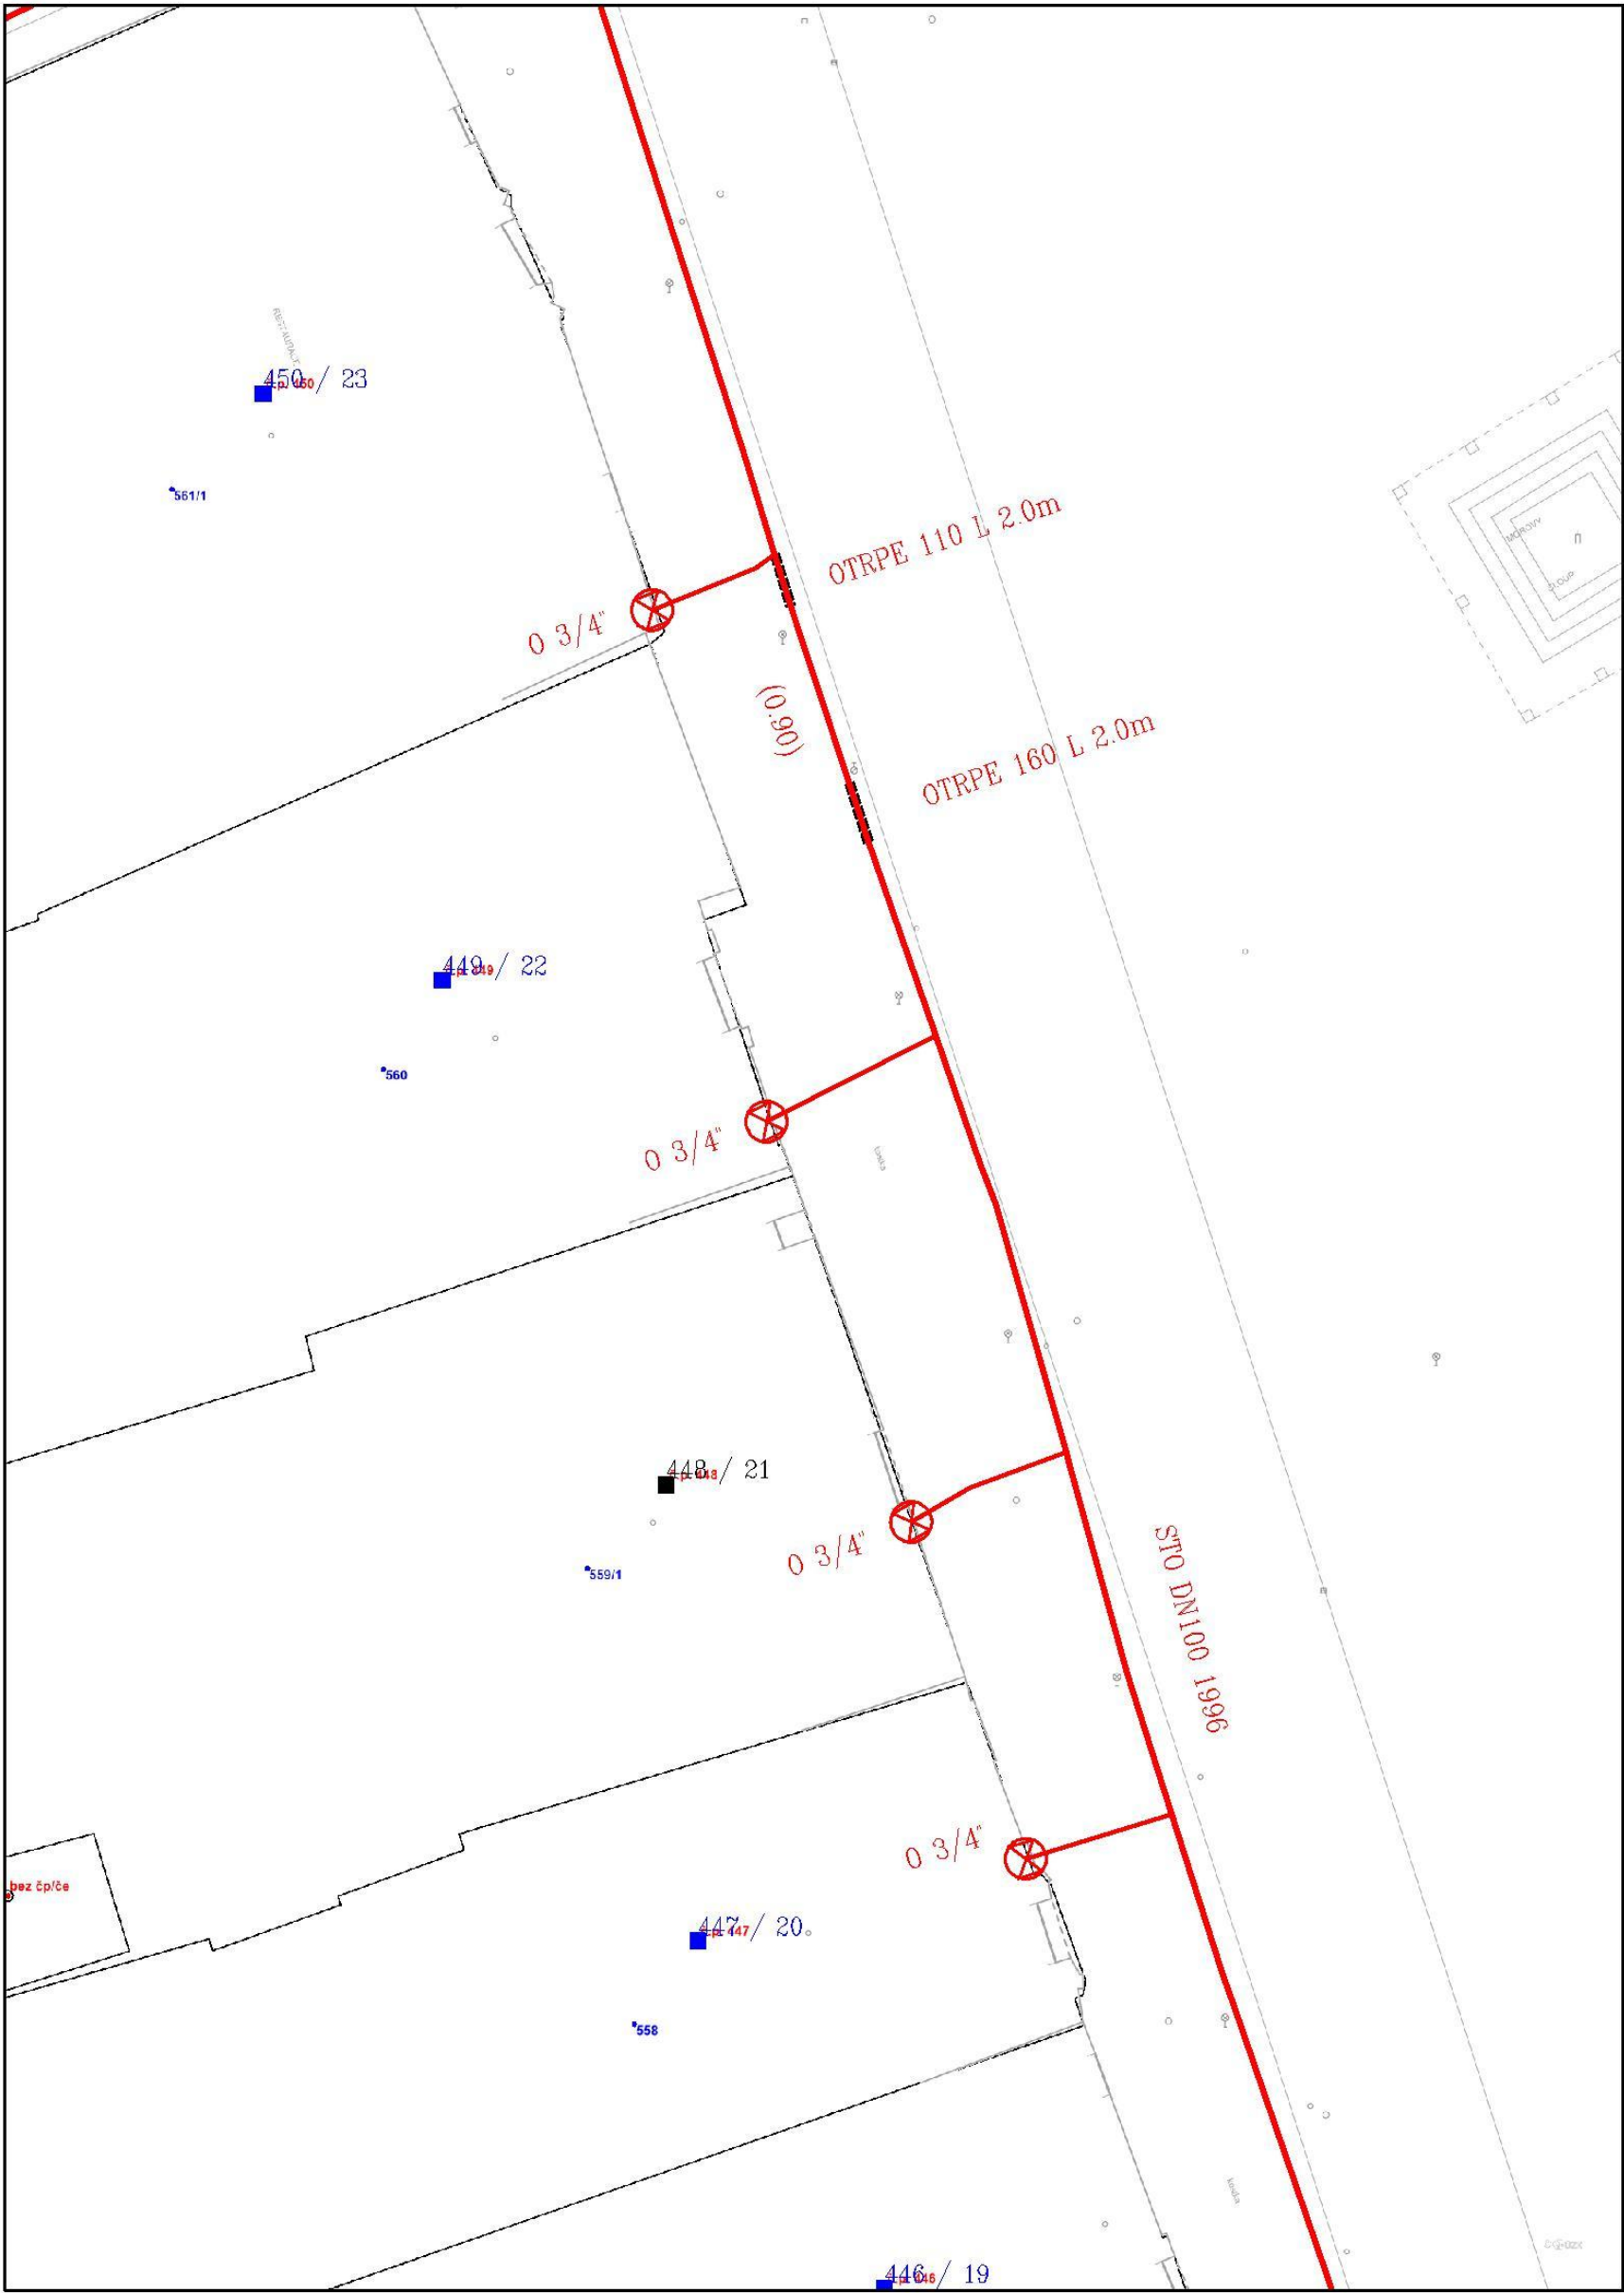 450 / 23
561/1
OTRPE 110 L 2.0m
MOROVÝ
SLOUP
O 3/4"
(0.90)
OTRPE 160 L 2.0m
449 / 22
560
O 3/4"
448 / 21
559/1
O 3/4"
STO DN100 1996
O 3/4"
bez čp/če
447 / 20
558
446 / 19